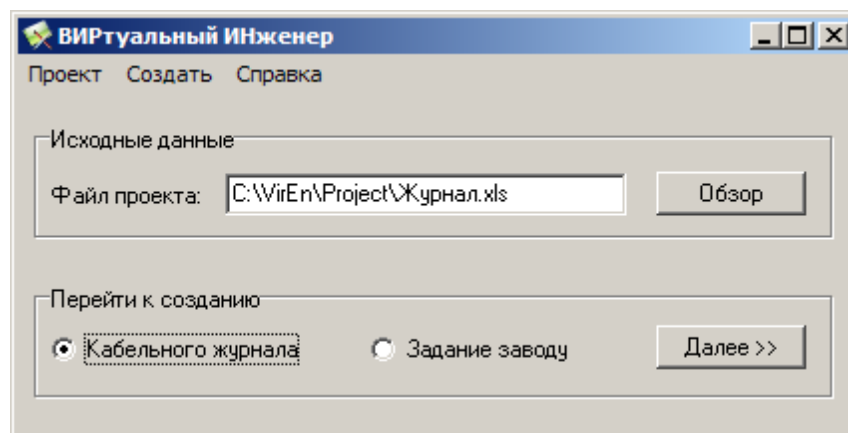 ВИРтуальный ИНженер
Проект Создать Справка
Исходные данные
Файл проекта: C:\VirEn\Project\Журнал.xls Обзор
Перейти к созданию
Кабельного журнала Задание заводу Далее >>